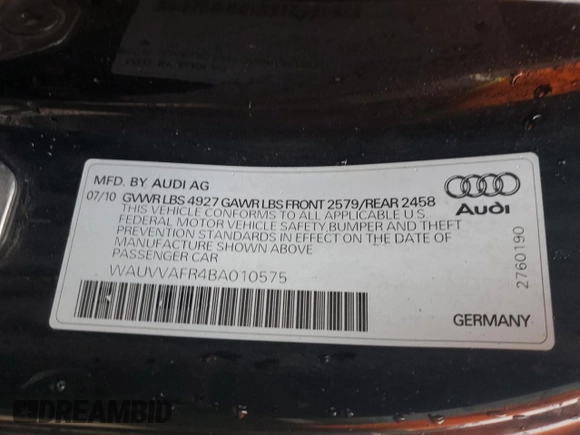 MFD. BY AUDI AG
07/10 GVWR LBS 4927 GAWR LBS FRONT 2579/REAR 2458
THIS VEHICLE CONFORMS TO ALL APPLICABLE U S
FEDERAL MOTOR VEHICLE SAFETY, BUMPER AND THEFT
PREVENTION STANDARDS IN EFFECT ON THE DATE OF
MANUFACTURE SHOWN ABOVE
PASSENGER CAR
WAUVVAFR4BA010575
Audi
2760190
GERMANY
DREAMBID